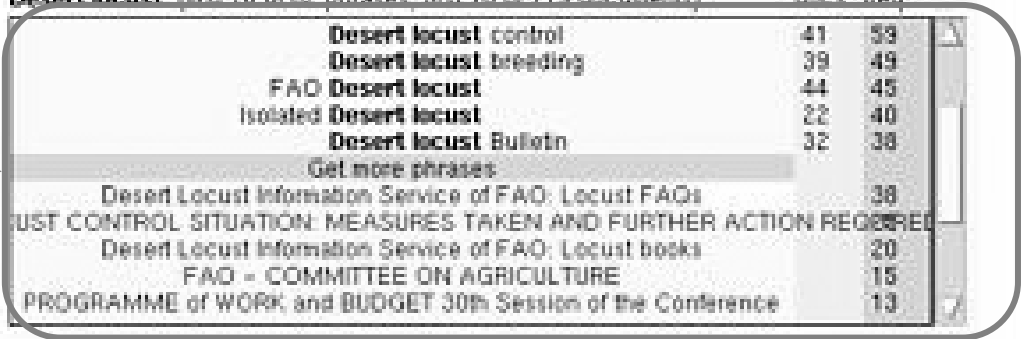 Desert locust control 41 59
Desert locust breeding 39 49
FAO Desert locust 44 45
Isolated Desert locust 22 40
Desert locust Bulletin 32 38
Get more phrases
Desert Locust Information Service of FAO: Locust FAQs 38
UST CONTROL SITUATION: MEASURES TAKEN AND FURTHER ACTION REQUIRED
Desert Locust Information Service of FAO: Locust books 20
FAO – COMMITTEE ON AGRICULTURE 15
PROGRAMME of WORK and BUDGET 30th Session of the Conference 13